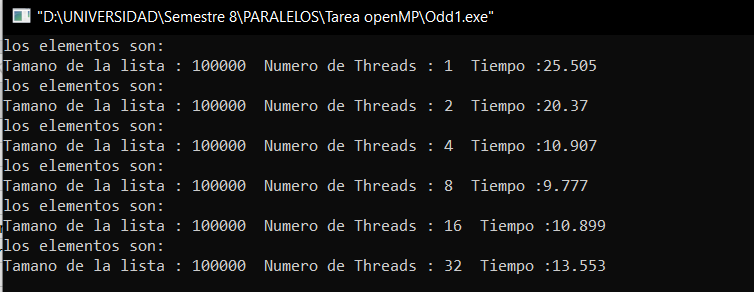 "D:\UNIVERSIDAD\Semestre 8\PARALELOS\Tarea openMP\Odd1.exe"
los elementos son:
Tamano de la lista : 100000  Numero de Threads : 1  Tiempo :25.505
los elementos son:
Tamano de la lista : 100000  Numero de Threads : 2  Tiempo :20.37
los elementos son:
Tamano de la lista : 100000  Numero de Threads : 4  Tiempo :10.907
los elementos son:
Tamano de la lista : 100000  Numero de Threads : 8  Tiempo :9.777
los elementos son:
Tamano de la lista : 100000  Numero de Threads : 16  Tiempo :10.899
los elementos son:
Tamano de la lista : 100000  Numero de Threads : 32  Tiempo :13.553